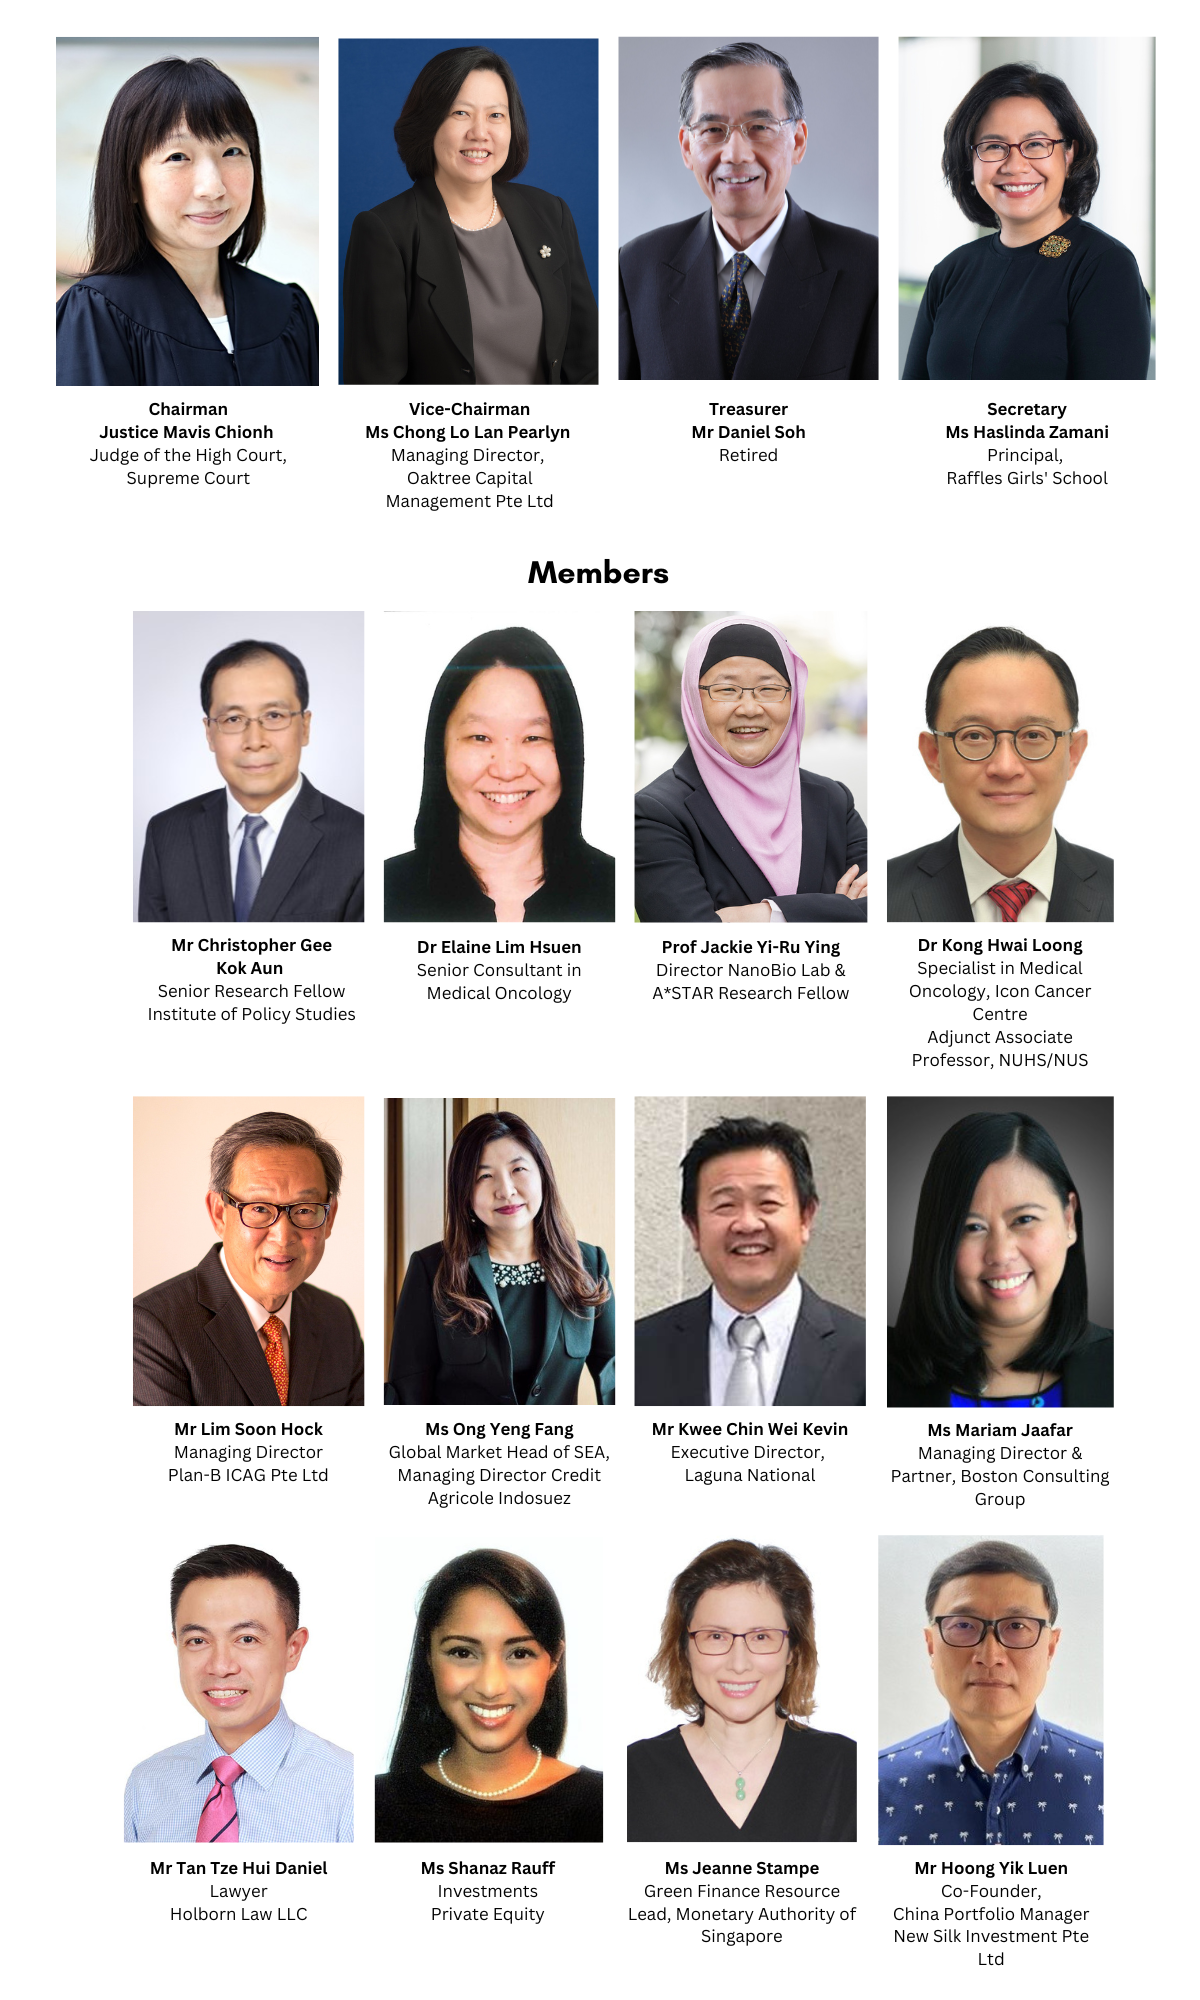 Chairman
Justice Mavis Chionh
Judge of the High Court,
Supreme Court
Vice-Chairman
Ms Chong Lo Lan Pearlyn
Managing Director,
Oaktree Capital
Management Pte Ltd
Treasurer
Mr Daniel Soh
Retired
Secretary
Ms Haslinda Zamani
Principal,
Raffles Girls' School
Members
Mr Christopher Gee
Kok Aun
Senior Research Fellow
Institute of Policy Studies
Dr Elaine Lim Hsuen
Senior Consultant in
Medical Oncology
Prof Jackie Yi-Ru Ying
Director NanoBio Lab &
A*STAR Research Fellow
Dr Kong Hwai Loong
Specialist in Medical
Oncology, Icon Cancer
Centre
Adjunct Associate
Professor, NUHS/NUS
Mr Lim Soon Hock
Managing Director
Plan-B ICAG Pte Ltd
Ms Ong Yeng Fang
Global Market Head of SEA,
Managing Director Credit
Agricole Indosuez
Mr Kwee Chin Wei Kevin
Executive Director,
Laguna National
Ms Mariam Jaafar
Managing Director &
Partner, Boston Consulting
Group
Mr Tan Tze Hui Daniel
Lawyer
Holborn Law LLC
Ms Shanaz Rauff
Investments
Private Equity
Ms Jeanne Stampe
Green Finance Resource
Lead, Monetary Authority of
Singapore
Mr Hoong Yik Luen
Co-Founder,
China Portfolio Manager
New Silk Investment Pte
Ltd